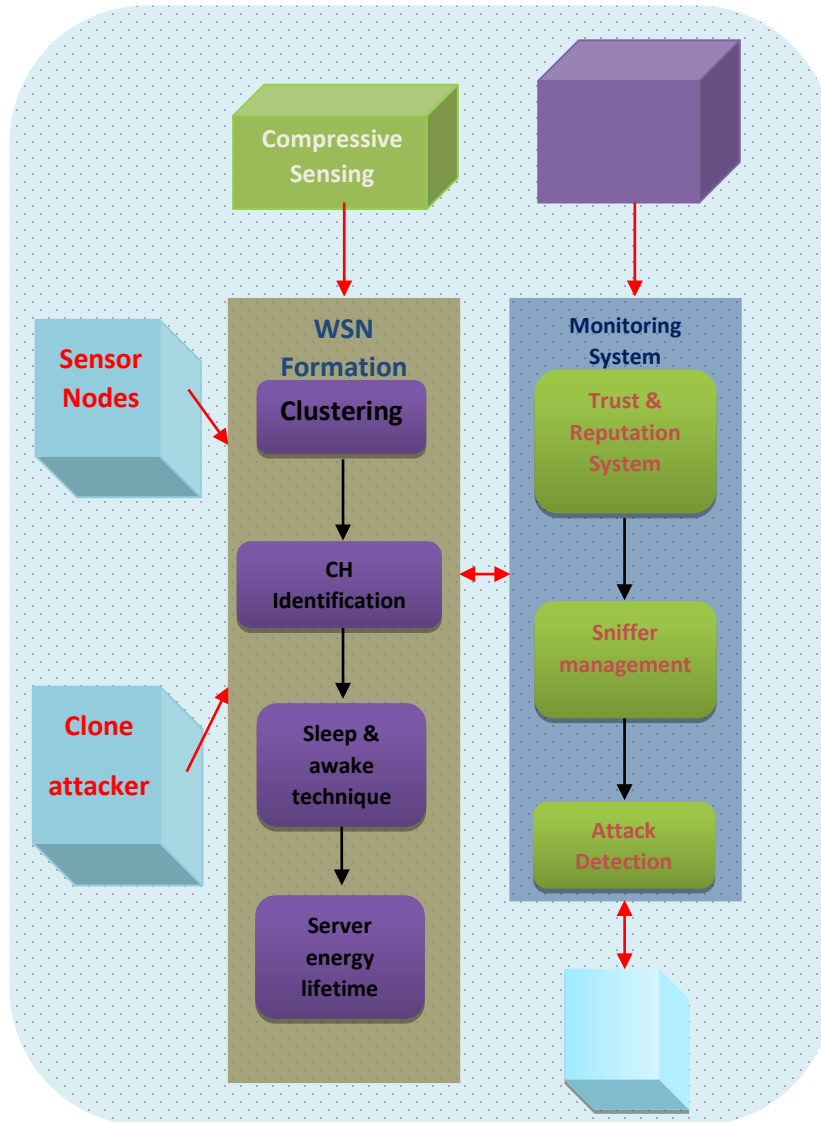 Compressive
Sensing
WSN
Formation
Monitoring
System
Sensor
Nodes
Clustering
Trust &
Reputation
System
CH
Identification
Sniffer
management
Clone
attacker
Sleep &
awake
technique
Attack
Detection
Server
energy
lifetime